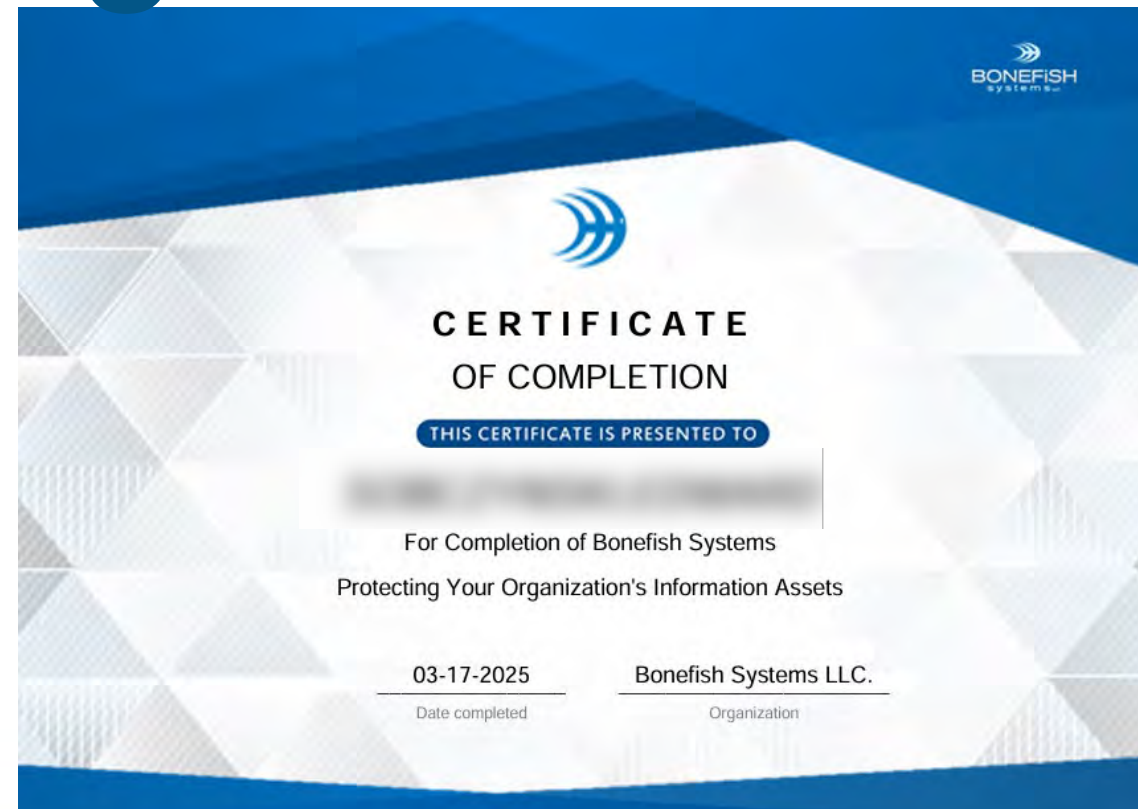 BONEFISH
systems LLC
CERTIFICATE
OF COMPLETION
THIS CERTIFICATE IS PRESENTED TO
For Completion of Bonefish Systems
Protecting Your Organization's Information Assets
03-17-2025
Bonefish Systems LLC.
Date completed
Organization